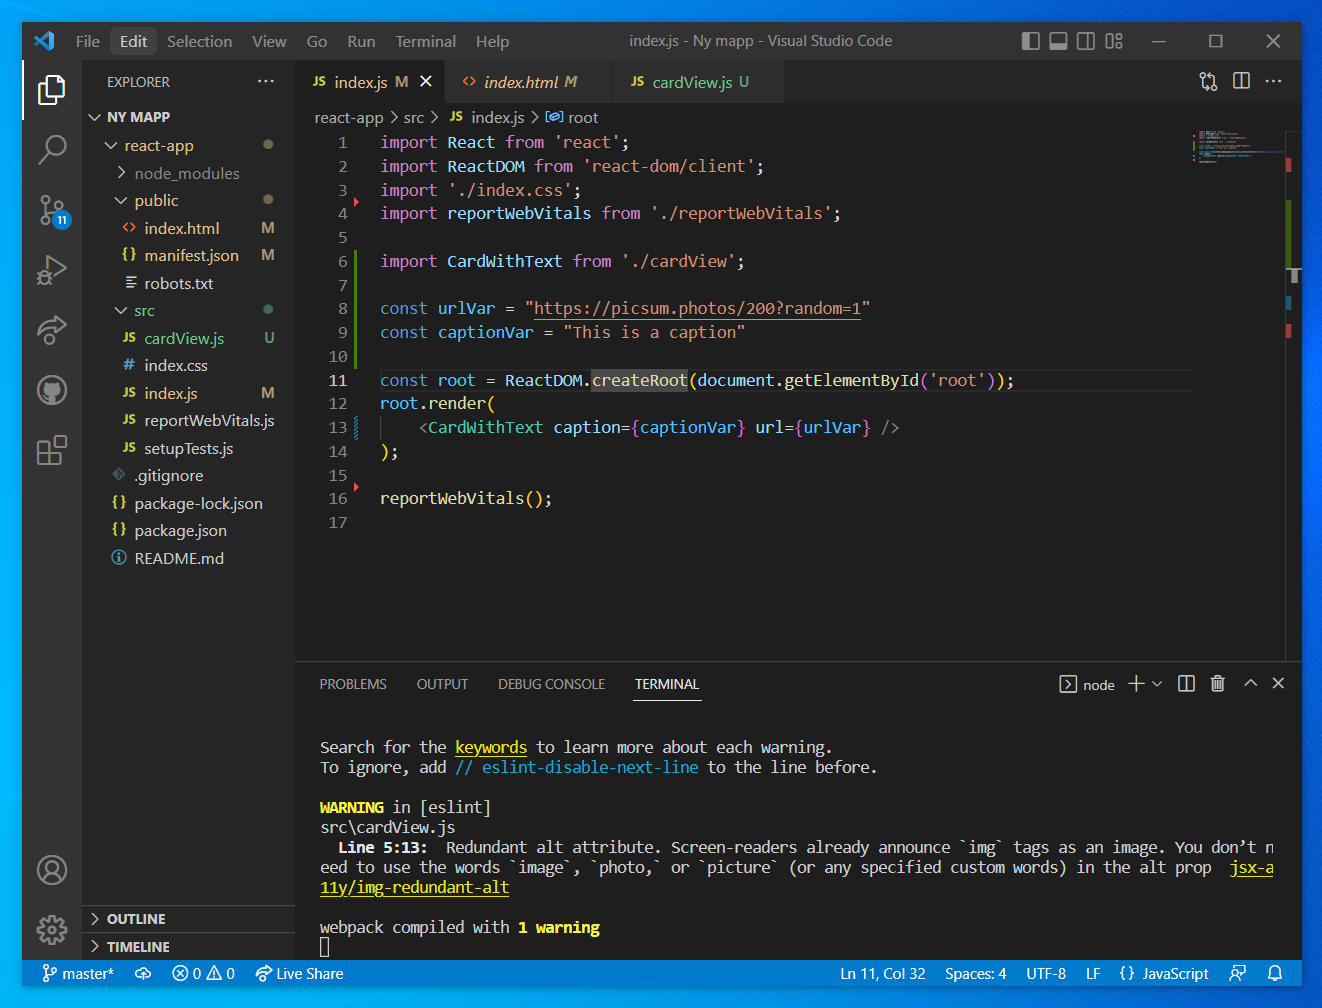 File Edit Selection View Go Run Terminal Help index.js - Ny mapp - Visual Studio Code
EXPLORER
NY MAPP
react-app
node_modules
public
index.html M
manifest.json M
robots.txt
src
cardView.js U
index.css
index.js M
reportWebVitals.js
setupTests.js
.gitignore
package-lock.json
package.json
README.md
OUTLINE
TIMELINE
11
JS index.js M index.html M JS cardView.js U
react-app > src > JS index.js > root
1 import React from 'react';
2 import ReactDOM from 'react-dom/client';
3 import './index.css';
4 import reportWebVitals from './reportWebVitals';
5
6 import CardWithText from './cardView';
7
8 const urlVar = "https://picsum.photos/200?random=1"
9 const captionVar = "This is a caption"
10
11 const root = ReactDOM.createRoot(document.getElementById('root'));
12 root.render(
13 <CardWithText caption={captionVar} url={urlVar} />
14 );
15
16 reportWebVitals();
17
PROBLEMS OUTPUT DEBUG CONSOLE TERMINAL node
Search for the keywords to learn more about each warning.
To ignore, add // eslint-disable-next-line to the line before.
WARNING in [eslint]
src\cardView.js
Line 5:13: Redundant alt attribute. Screen-readers already announce `img` tags as an image. You don’t n
eed to use the words `image`, `photo,` or `picture` (or any specified custom words) in the alt prop jsx-a
11y/img-redundant-alt
webpack compiled with 1 warning
master* 0 0 Live Share Ln 11, Col 32 Spaces: 4 UTF-8 LF {} JavaScript